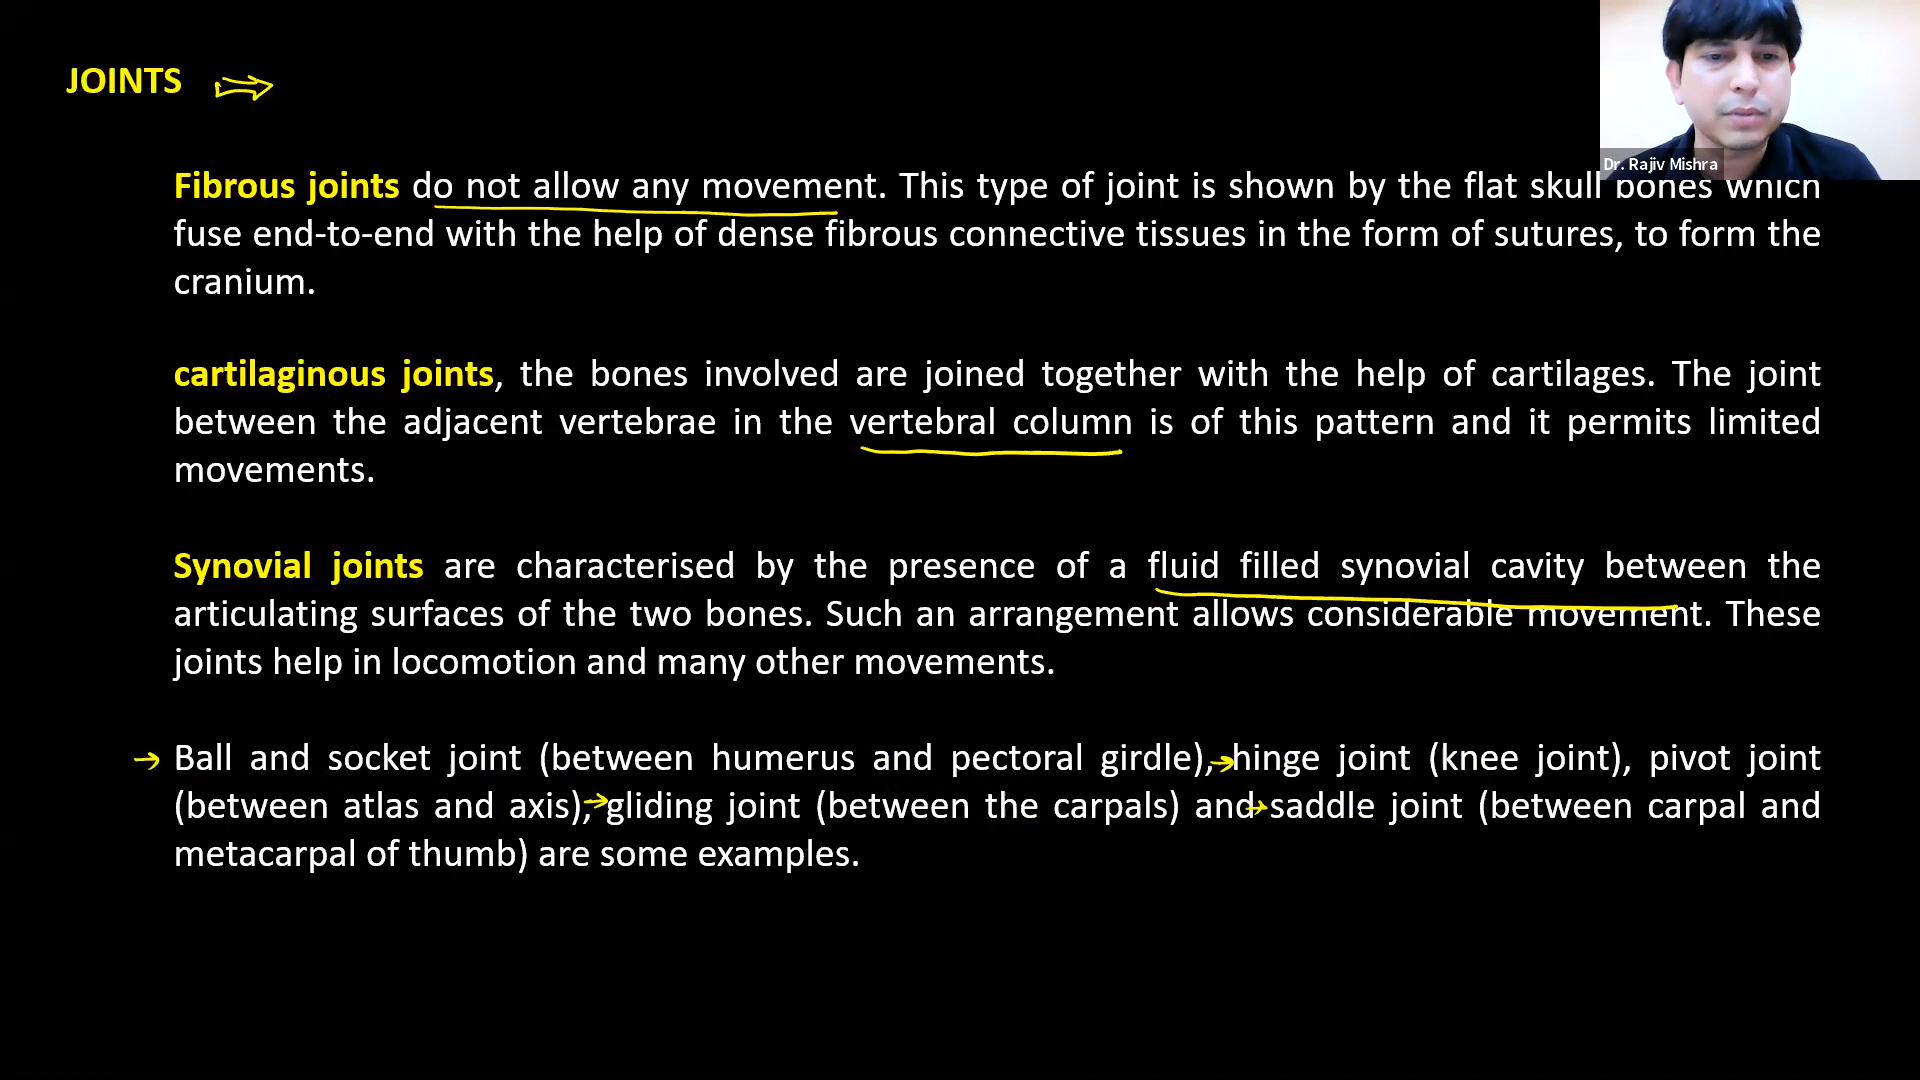 JOINTS
Dr. Rajiv Mishra
Fibrous joints do not allow any movement. This type of joint is shown by the flat skull bones which
fuse end-to-end with the help of dense fibrous connective tissues in the form of sutures, to form the
cranium.
cartilaginous joints, the bones involved are joined together with the help of cartilages. The joint
between the adjacent vertebrae in the vertebral column is of this pattern and it permits limited
movements.
Synovial joints are characterised by the presence of a fluid filled synovial cavity between the
articulating surfaces of the two bones. Such an arrangement allows considerable movement. These
joints help in locomotion and many other movements.
Ball and socket joint (between humerus and pectoral girdle), hinge joint (knee joint), pivot joint
(between atlas and axis), gliding joint (between the carpals) and saddle joint (between carpal and
metacarpal of thumb) are some examples.